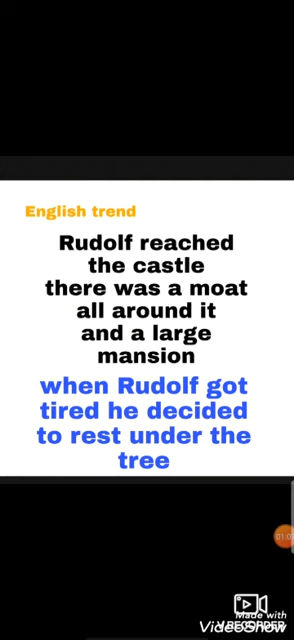 English trend
Rudolf reached
the castle
there was a moat
all around it
and a large
mansion
when Rudolf got
tired he decided
to rest under the
tree
Made with
VideoShow